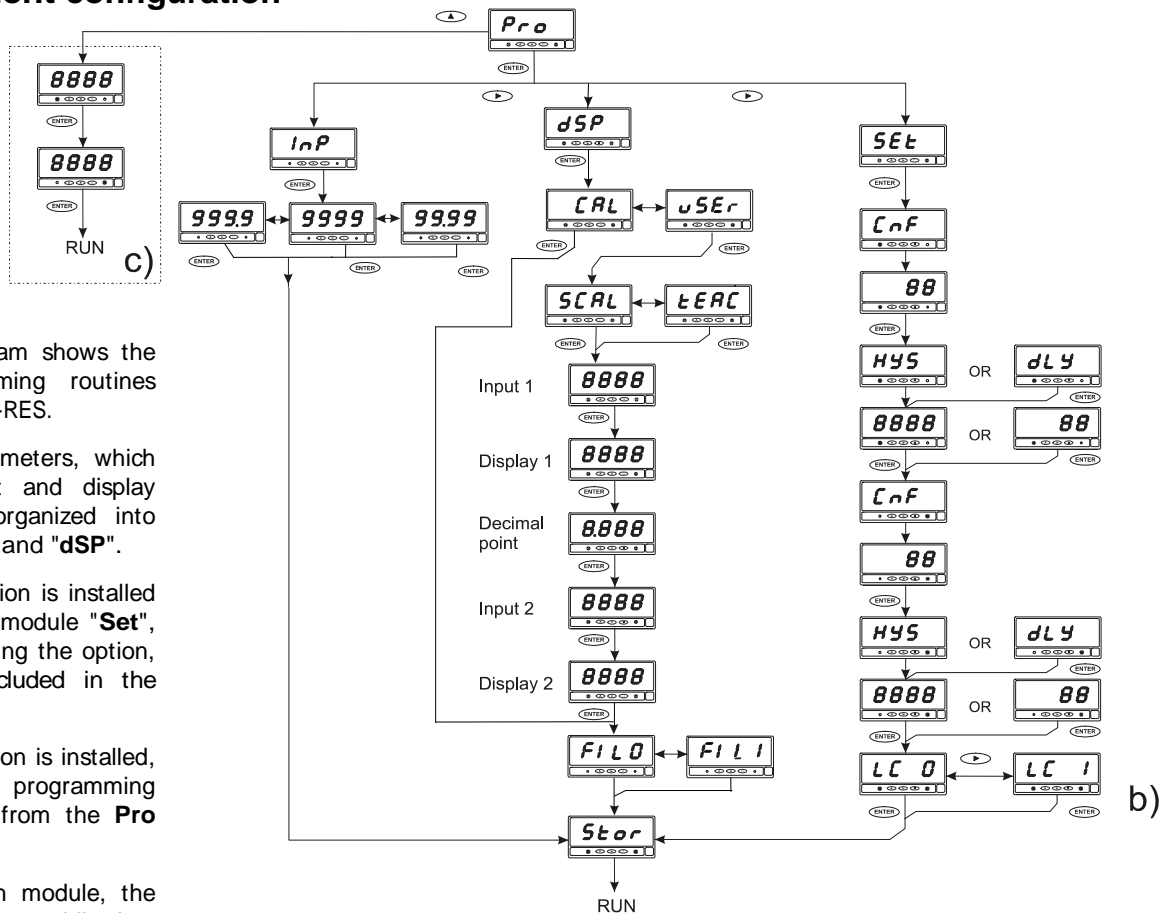 Pro
8888
ENTER
8888
ENTER
RUN
c)
ENTER
InP
ENTER
999.9
9999
99.99
ENTER
ENTER
ENTER
dSP
ENTER
CAL
uSEr
ENTER
ENTER
SCAL
tEAC
ENTER
ENTER
Input 1
8888
ENTER
Display 1
8888
ENTER
Decimal
point
8.888
ENTER
Input 2
8888
ENTER
Display 2
8888
ENTER
FIL0
FIL1
Stor
RUN
SEt
ENTER
CnF
88
ENTER
HYS
OR
dLY
ENTER
8888
OR
88
ENTER
ENTER
CnF
88
ENTER
HYS
OR
dLY
ENTER
8888
OR
88
ENTER
ENTER
LC 0
LC 1
ENTER
ENTER
b)
am shows the
ming routines
-RES.
meters, which
and display
organized into
and "dSP".
ion is installed
module "Set",
ing the option,
cluded in the
on is installed,
programming
from the Pro
module, the